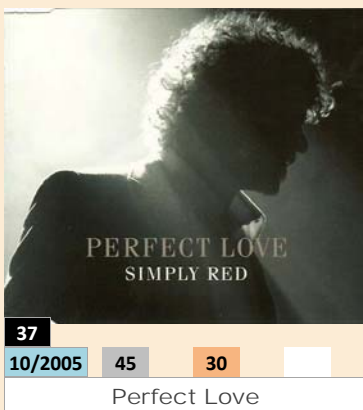 PERFECT LOVE
SIMPLY RED
37
10/2005 45 30
Perfect Love